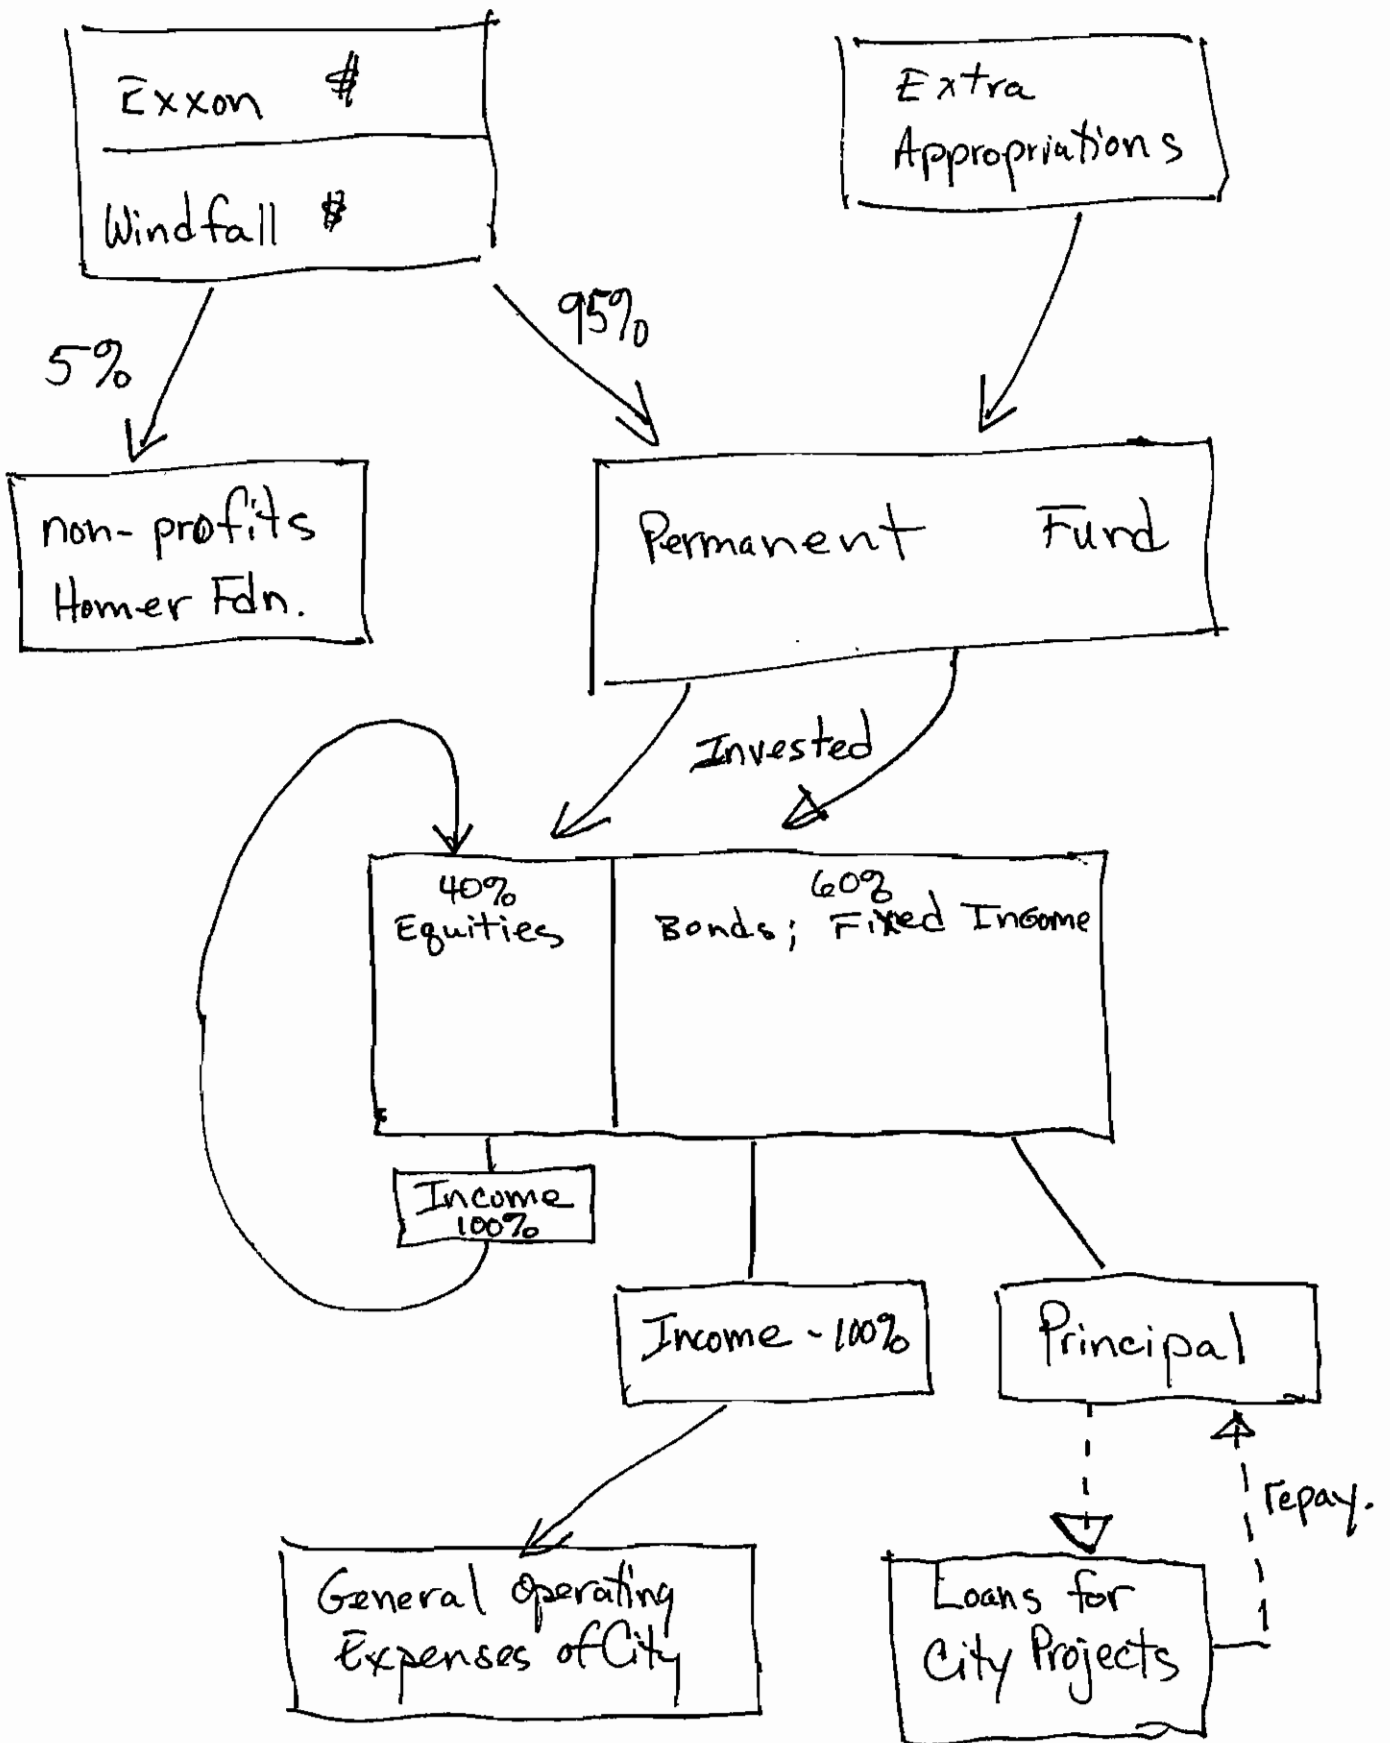 Exxon $
Windfall $
Extra
Appropriations
5%
95%
non-profits
Homer Fdn.
Permanent Fund
Invested
40%
Equities
60%
Bonds; Fixed Income
Income
100%
Income - 100%
Principal
repay.
General Operating
Expenses of City
Loans for
City Projects